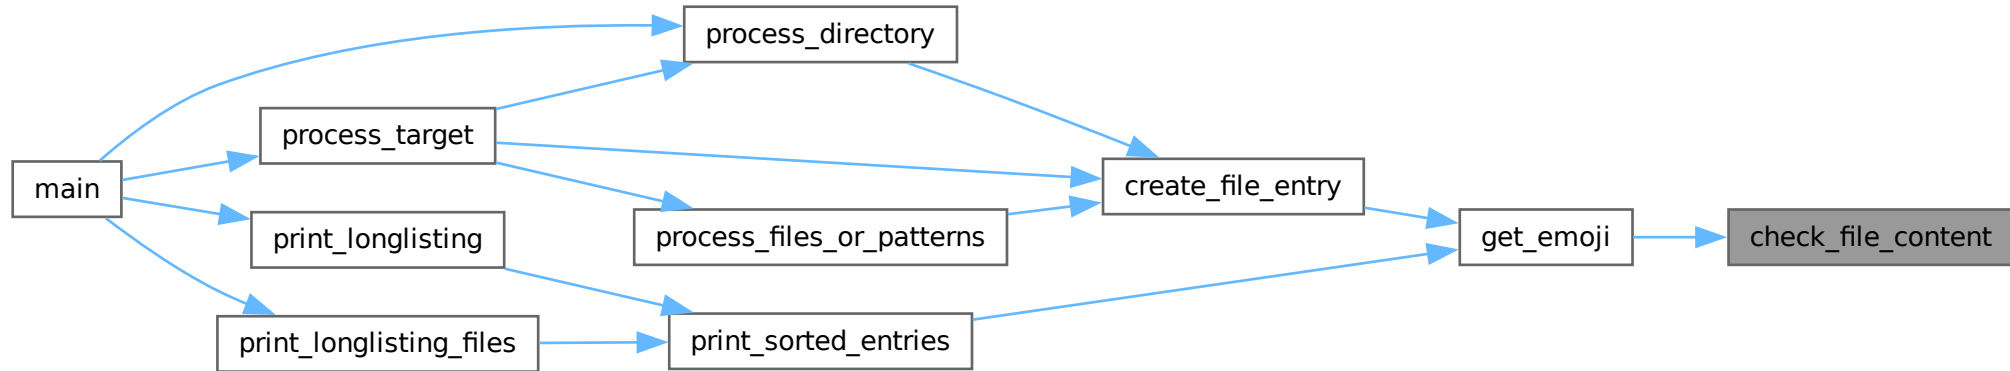 process_directory
process_target
main
create_file_entry
print_longlisting
process_files_or_patterns
get_emoji
check_file_content
print_longlisting_files
print_sorted_entries